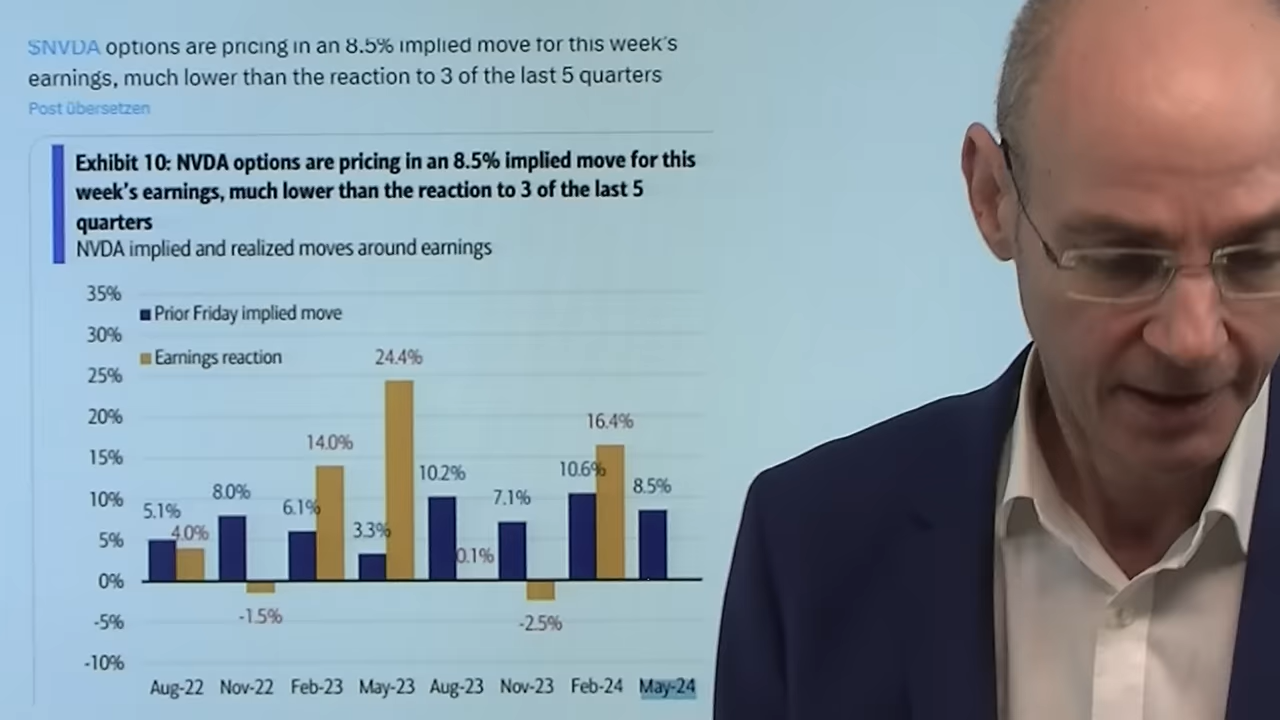 $NVDA options are pricing in an 8.5% implied move for this week's
earnings, much lower than the reaction to 3 of the last 5 quarters
Post übersetzen
Exhibit 10: NVDA options are pricing in an 8.5% implied move for this
week's earnings, much lower than the reaction to 3 of the last 5
quarters
NVDA implied and realized moves around earnings
35%
30%
25%
20%
15%
10%
5%
0%
-5%
-10%
Prior Friday implied move
Earnings reaction
5.1%
4.0%
8.0%
-1.5%
6.1%
14.0%
3.3%
24.4%
10.2%
0.1%
7.1%
-2.5%
10.6%
16.4%
8.5%
Aug-22 Nov-22 Feb-23 May-23 Aug-23 Nov-23 Feb-24 May-24